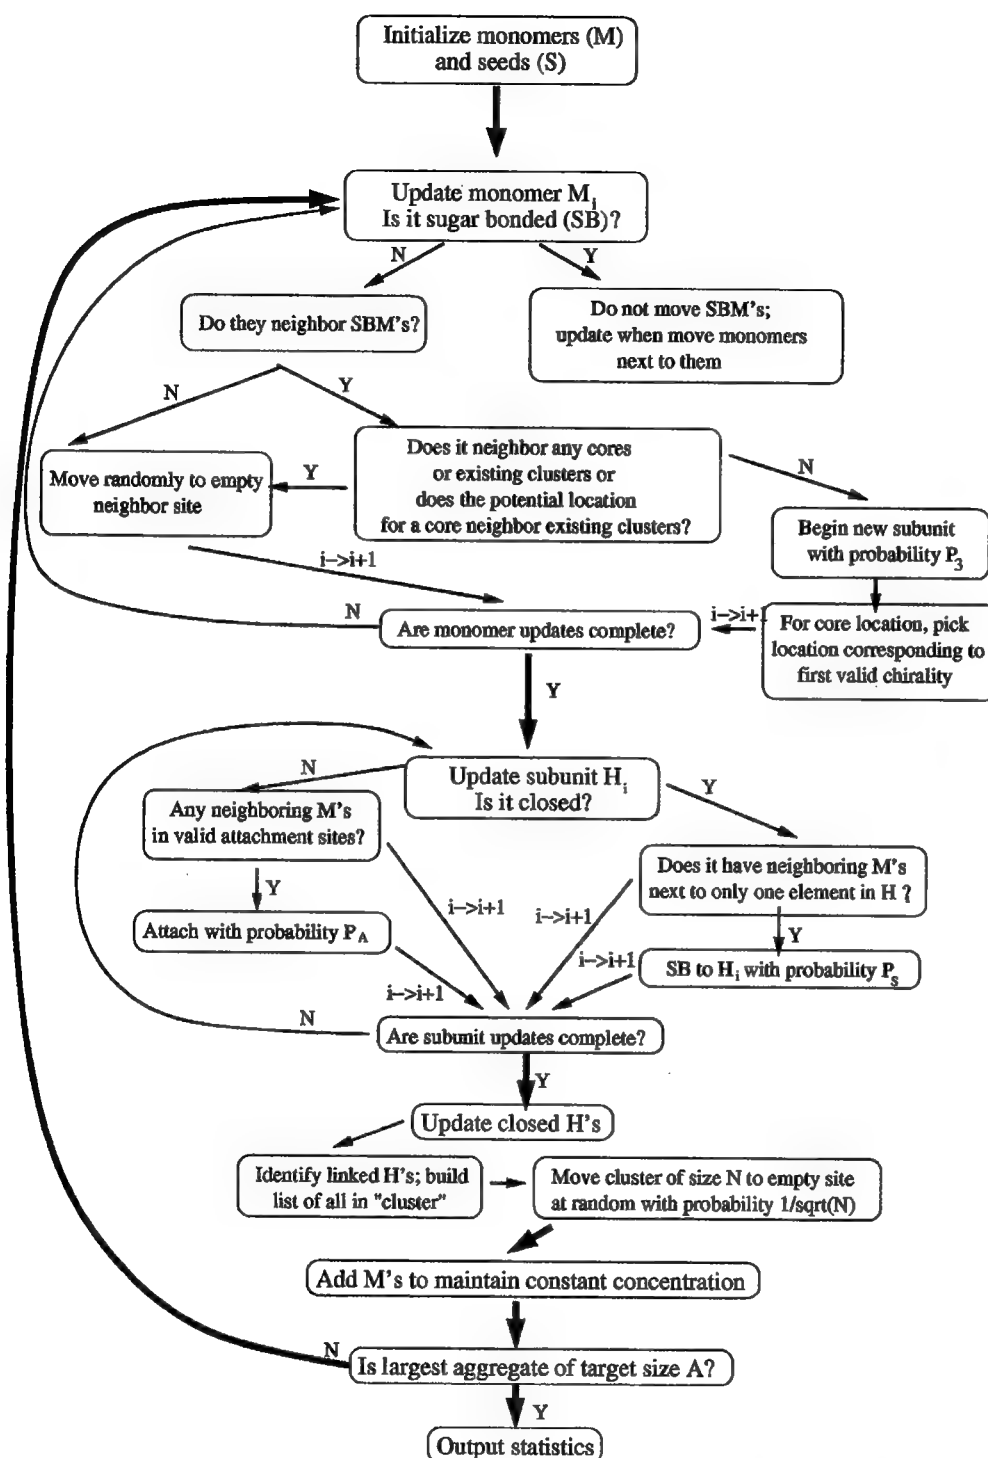 Initialize monomers (M)
and seeds (S)
Update monomer M_i
Is it sugar bonded (SB)?
N
Y
Do they neighbor SBM's?
Do not move SBM's;
update when move monomers
next to them
N
Y
Move randomly to empty
neighbor site
Y
Does it neighbor any cores
or existing clusters or
does the potential location
for a core neighbor existing clusters?
N
Begin new subunit
with probability P_3
i->i+1
N
Are monomer updates complete?
i->i+1
For core location, pick
location corresponding to
first valid chirality
Y
N
Update subunit H_i
Is it closed?
Y
Any neighboring M's
in valid attachment sites?
Does it have neighboring M's
next to only one element in H ?
Y
i->i+1
i->i+1
Y
Attach with probability P_A
i->i+1
SB to H_i with probability P_s
i->i+1
N
Are subunit updates complete?
Y
Update closed H's
Identify linked H's; build
list of all in "cluster"
Move cluster of size N to empty site
at random with probability 1/sqrt(N)
Add M's to maintain constant concentration
N
Is largest aggregate of target size A?
Y
Output statistics